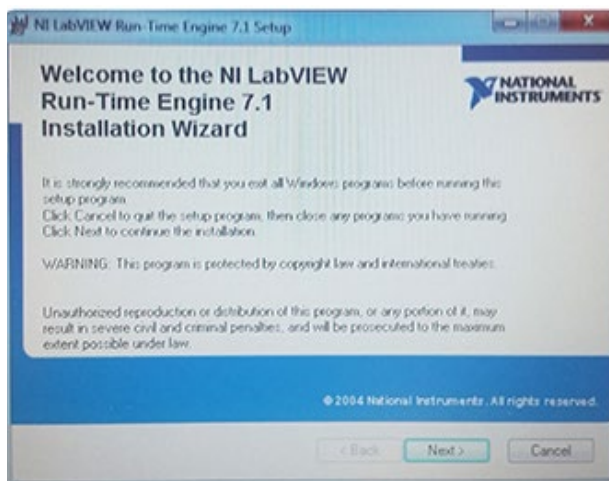 NI LabVIEW Run-Time Engine 7.1 Setup
Welcome to the NI LabVIEW
Run-Time Engine 7.1
Installation Wizard
NATIONAL
INSTRUMENTS
It is strongly recommended that you exit all Windows programs before running this
setup program.
Click Cancel to quit the setup program, then close any programs you have running.
Click Next to continue the installation.
WARNING: This program is protected by copyright law and international treaties.
Unauthorized reproduction or distribution of this program, or any portion of it, may
result in severe civil and criminal penalties, and will be prosecuted to the maximum
extent possible under law.
© 2004 National Instruments. All rights reserved.
< Back
Next >
Cancel